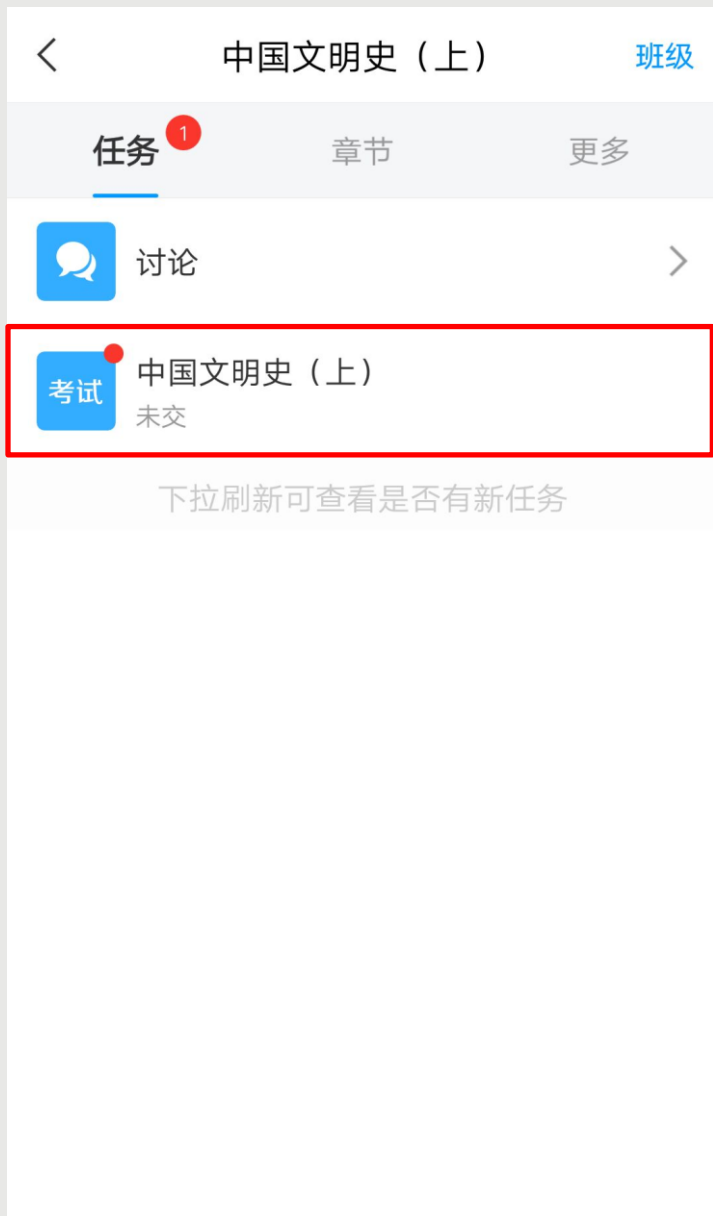 中国文明史（上）
班级
任务 1
章节
更多
讨论
考试
中国文明史（上）
未交
下拉刷新可查看是否有新任务